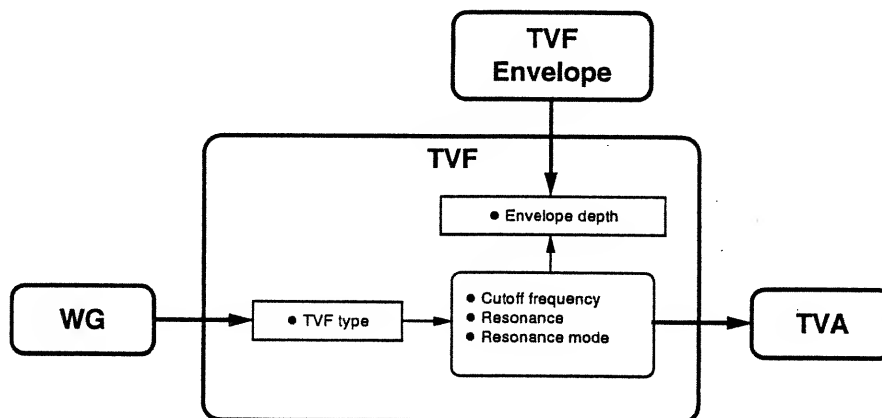 TVF
Envelope
TVF
● Envelope depth
WG
● TVF type
● Cutoff frequency
● Resonance
● Resonance mode
TVA